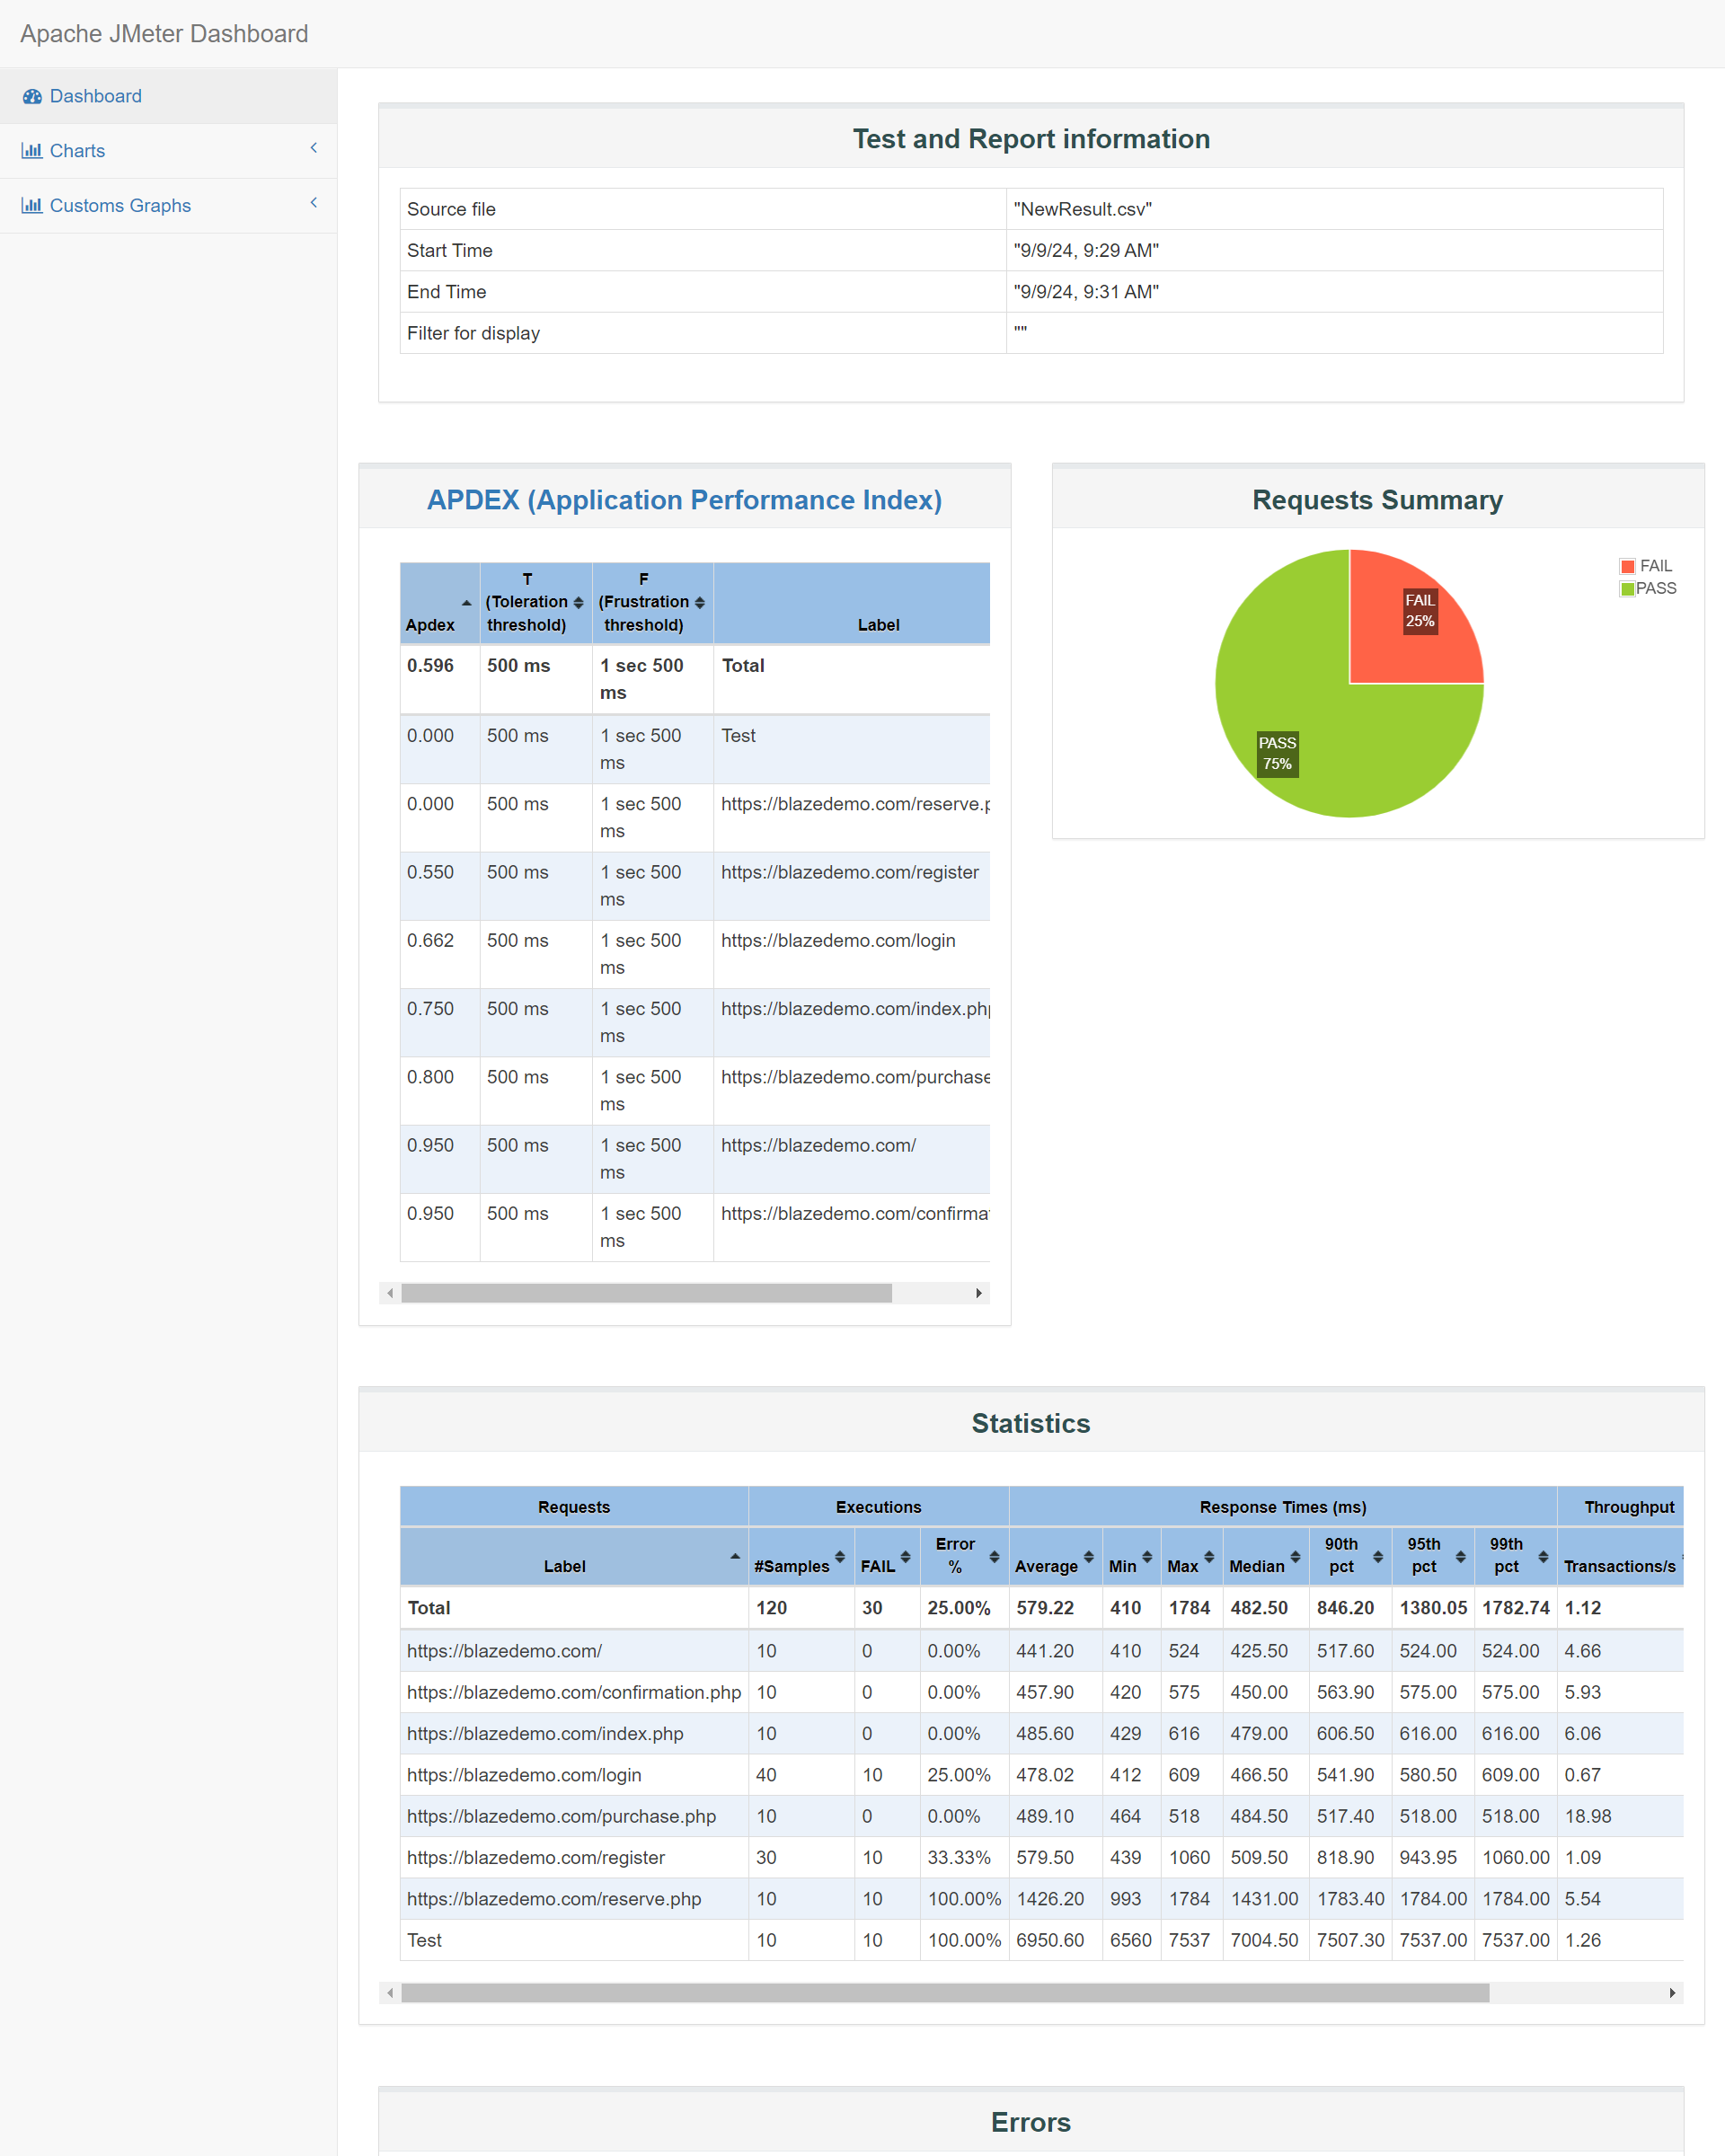 Apache JMeter Dashboard
Dashboard
Charts
Customs Graphs
Test and Report information
Source file "NewResult.csv"
Start Time "9/9/24, 9:29 AM"
End Time "9/9/24, 9:31 AM"
Filter for display ""
APDEX (Application Performance Index)
Apdex T (Toleration threshold) F (Frustration threshold) Label
0.596 500 ms 1 sec 500 ms Total
0.000 500 ms 1 sec 500 ms Test
0.000 500 ms 1 sec 500 ms https://blazedemo.com/reserve.p
0.550 500 ms 1 sec 500 ms https://blazedemo.com/register
0.662 500 ms 1 sec 500 ms https://blazedemo.com/login
0.750 500 ms 1 sec 500 ms https://blazedemo.com/index.php
0.800 500 ms 1 sec 500 ms https://blazedemo.com/purchase
0.950 500 ms 1 sec 500 ms https://blazedemo.com/
0.950 500 ms 1 sec 500 ms https://blazedemo.com/confirmat
Requests Summary
FAIL
PASS
FAIL
25%
PASS
75%
Statistics
Requests Executions Response Times (ms) Throughput
Label #Samples FAIL Error % Average Min Max Median 90th pct 95th pct 99th pct Transactions/s
Total 120 30 25.00% 579.22 410 1784 482.50 846.20 1380.05 1782.74 1.12
https://blazedemo.com/ 10 0 0.00% 441.20 410 524 425.50 517.60 524.00 524.00 4.66
https://blazedemo.com/confirmation.php 10 0 0.00% 457.90 420 575 450.00 563.90 575.00 575.00 5.93
https://blazedemo.com/index.php 10 0 0.00% 485.60 429 616 479.00 606.50 616.00 616.00 6.06
https://blazedemo.com/login 40 10 25.00% 478.02 412 609 466.50 541.90 580.50 609.00 0.67
https://blazedemo.com/purchase.php 10 0 0.00% 489.10 464 518 484.50 517.40 518.00 518.00 18.98
https://blazedemo.com/register 30 10 33.33% 579.50 439 1060 509.50 818.90 943.95 1060.00 1.09
https://blazedemo.com/reserve.php 10 10 100.00% 1426.20 993 1784 1431.00 1783.40 1784.00 1784.00 5.54
Test 10 10 100.00% 6950.60 6560 7537 7004.50 7507.30 7537.00 7537.00 1.26
Errors